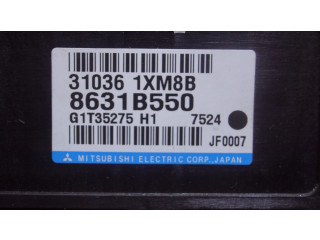 31036 1XM8B
8631B550
G1T35275 H1 7524
JF0007
MITSUBISHI ELECTRIC CORP., JAPAN